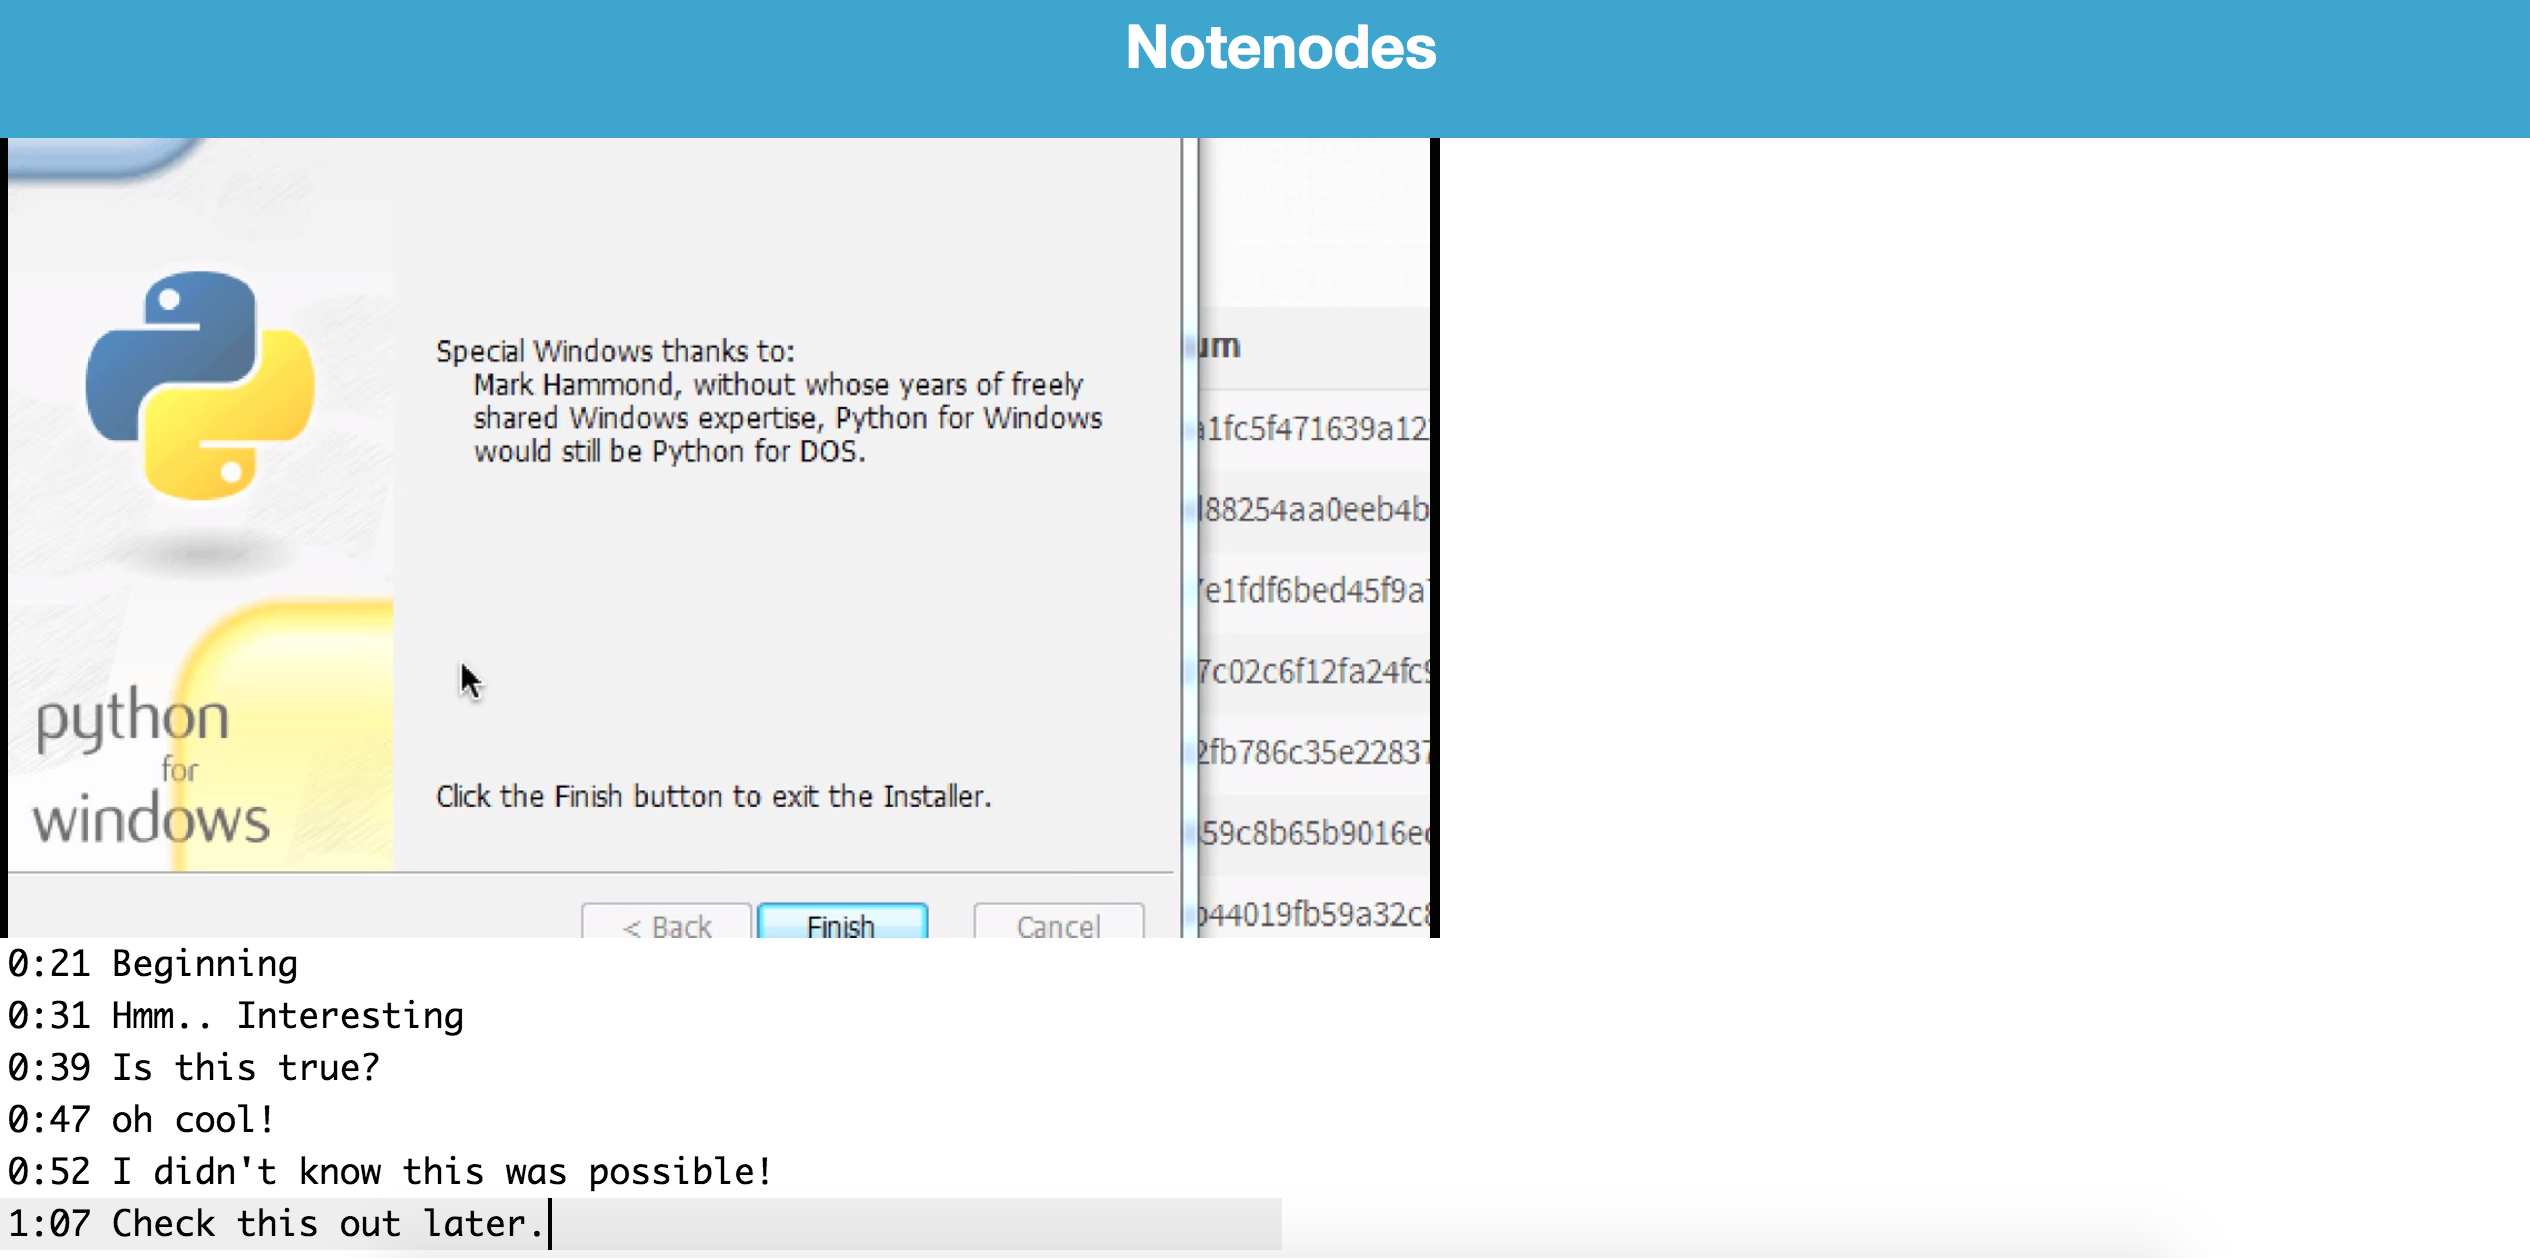 Notenodes
Special Windows thanks to:
Mark Hammond, without whose years of freely
shared Windows expertise, Python for Windows
would still be Python for DOS.
um
a1fc5f471639a12
88254aa0eeb4b
e1fdf6bed45f9a
7c02c6f12fa24fc9
2fb786c35e22837
59c8b65b9016e
b44019fb59a32c8
python
for
windows
Click the Finish button to exit the Installer.
< Back
Finish
Cancel
0:21 Beginning
0:31 Hmm.. Interesting
0:39 Is this true?
0:47 oh cool!
0:52 I didn't know this was possible!
1:07 Check this out later.